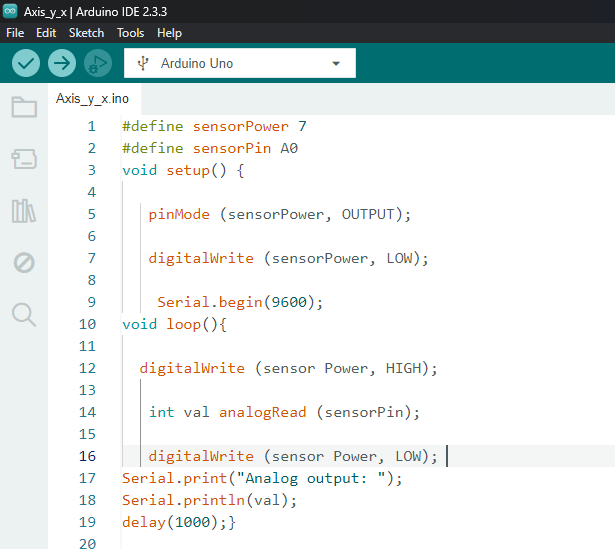 Axis_y_x | Arduino IDE 2.3.3
File Edit Sketch Tools Help
Arduino Uno
Axis_y_x.ino
1 #define sensorPower 7
2 #define sensorPin A0
3 void setup() {
4
5 pinMode (sensorPower, OUTPUT);
6
7 digitalWrite (sensorPower, LOW);
8
9 Serial.begin(9600);
10 void loop(){
11
12 digitalWrite (sensor Power, HIGH);
13
14 int val analogRead (sensorPin);
15
16 digitalWrite (sensor Power, LOW);
17 Serial.print("Analog output: ");
18 Serial.println(val);
19 delay(1000);}
20